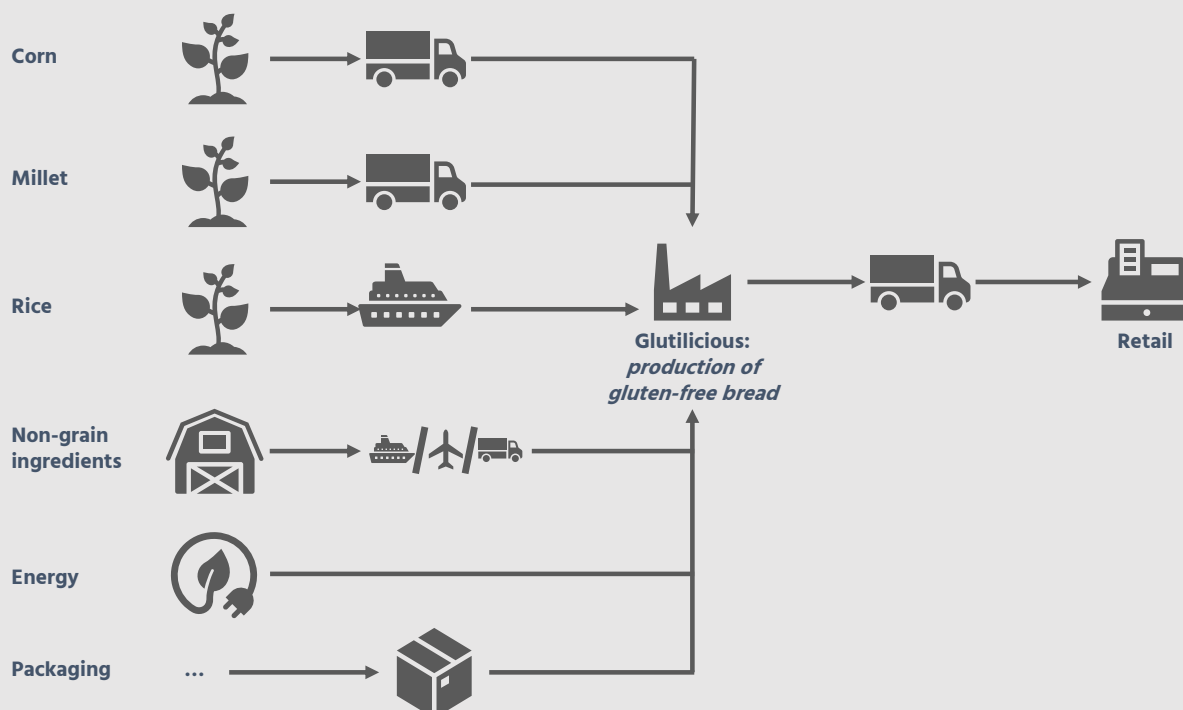 Corn
Millet
Rice
Glutilicious:
production of
gluten-free bread
Retail
Non-grain
ingredients
Energy
Packaging
...